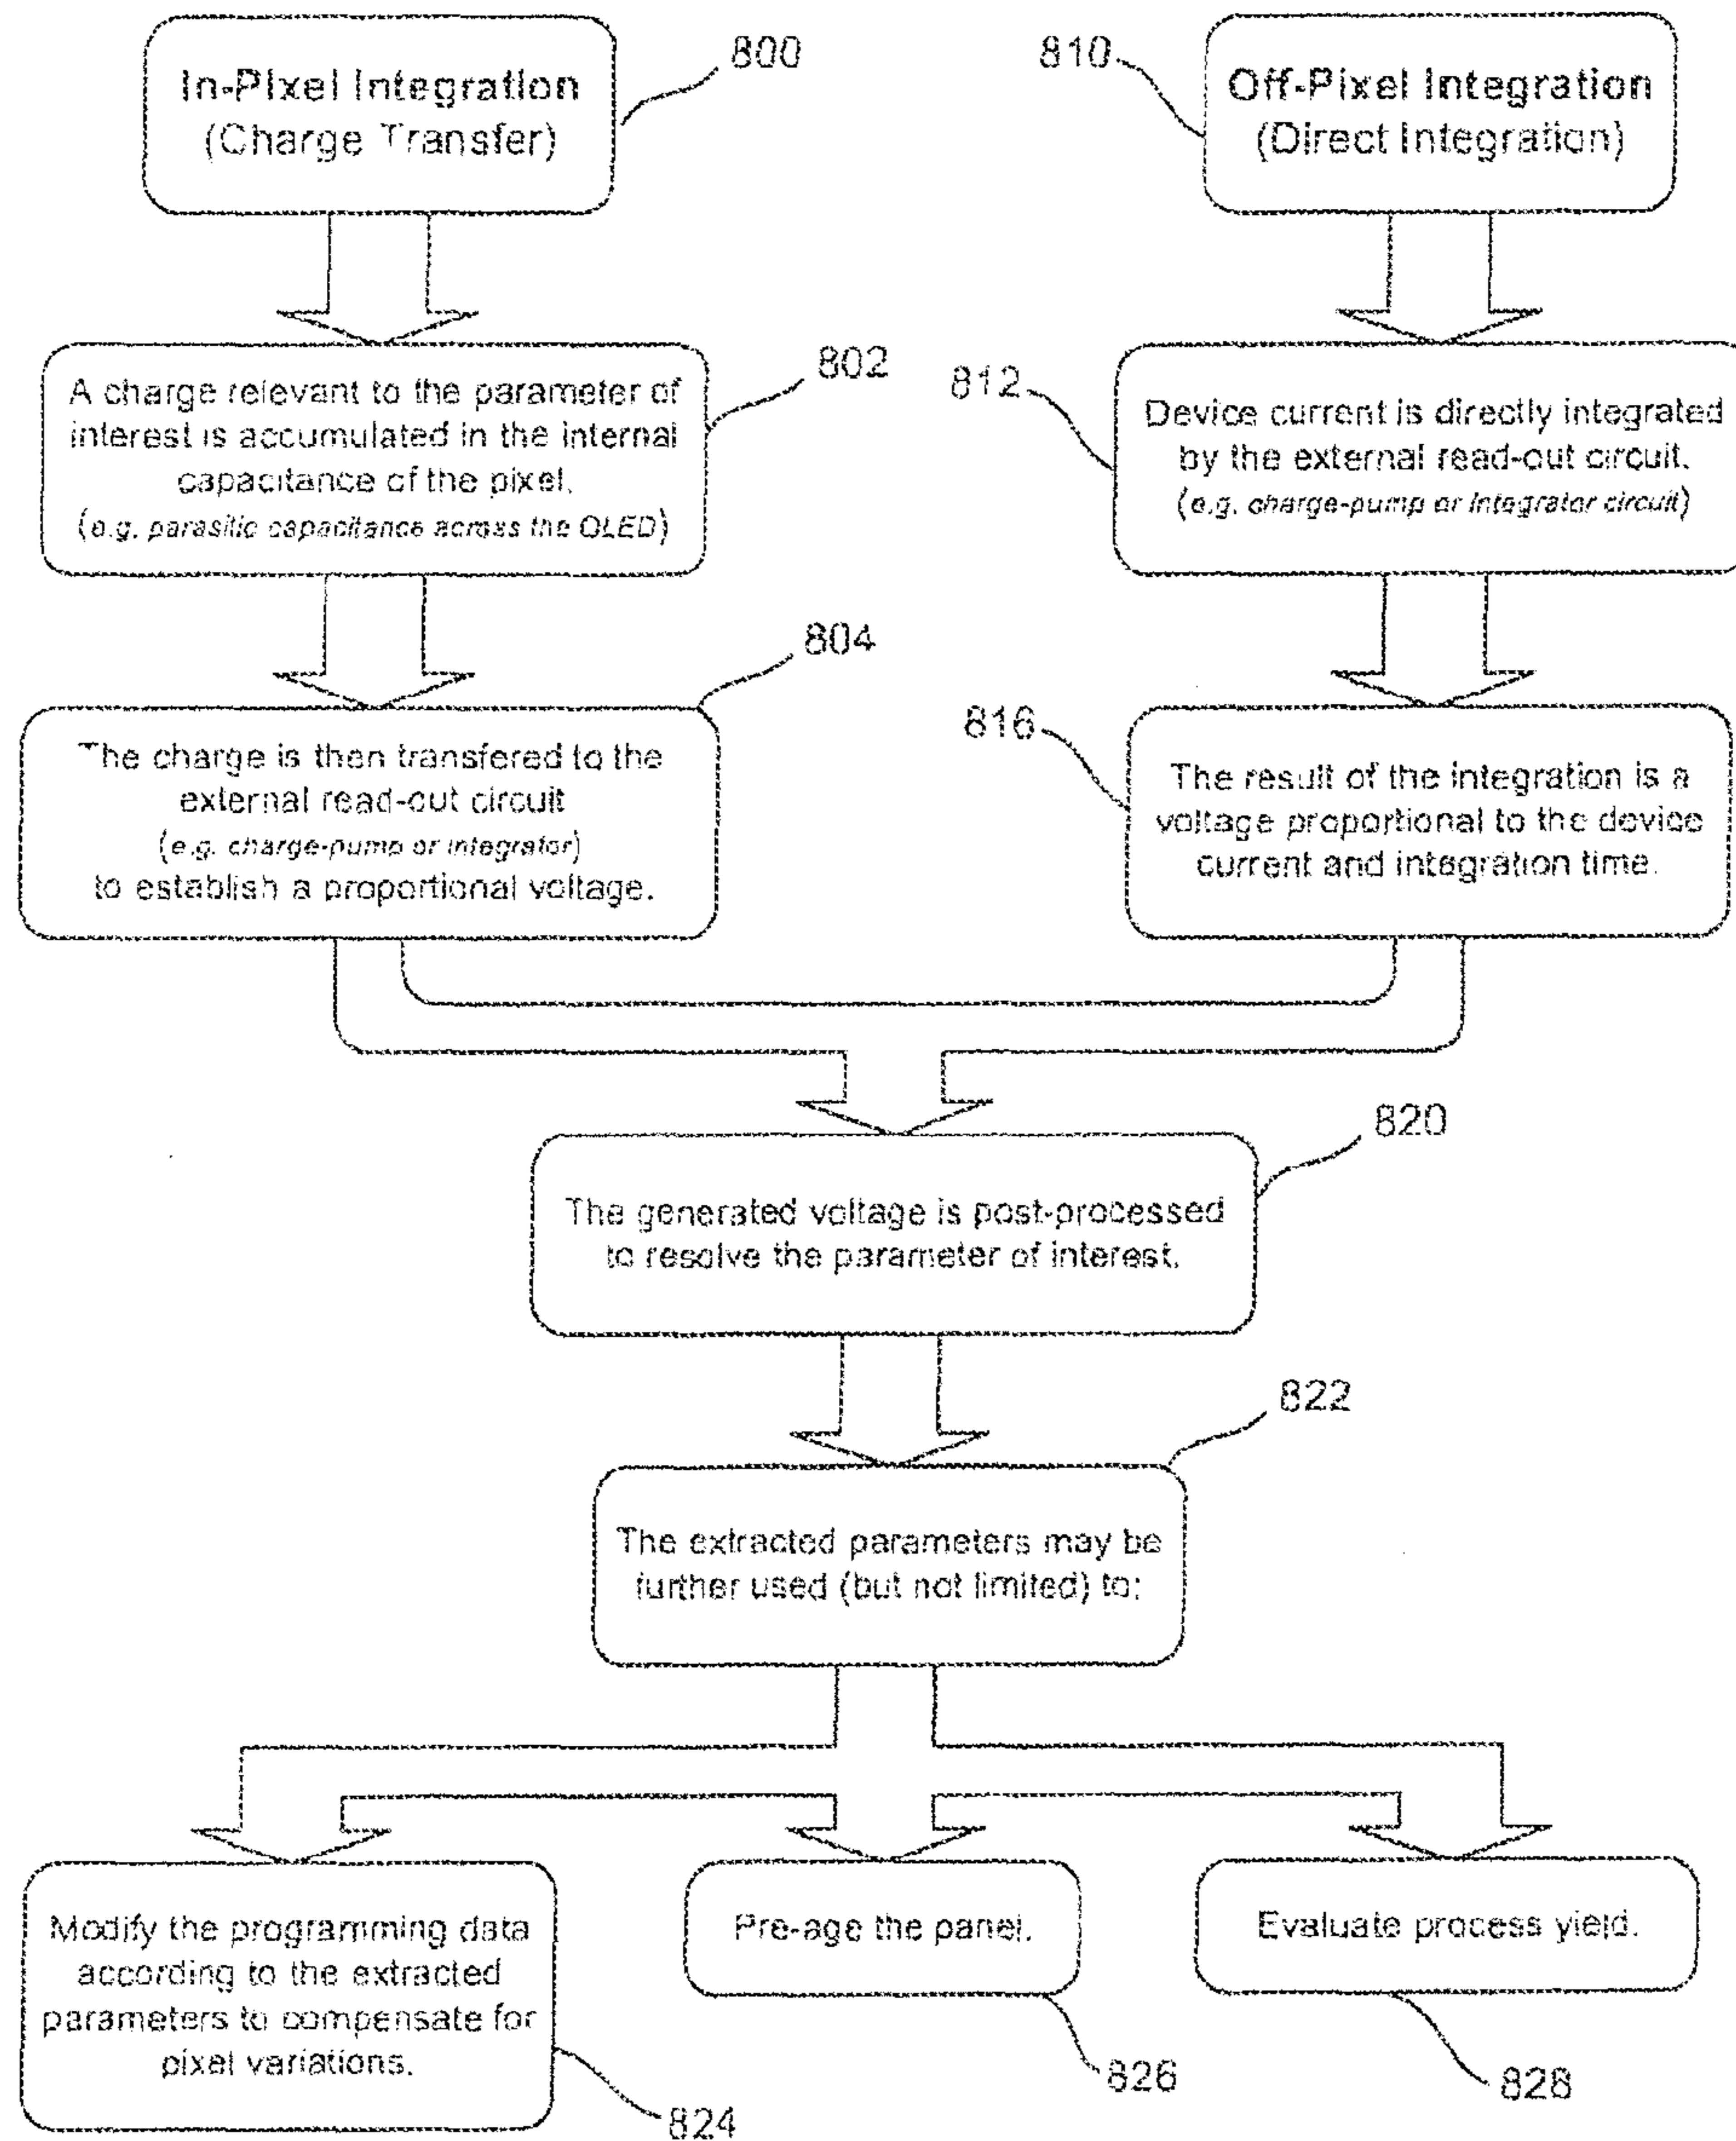 In-Pixel Integration
(Charge Transfer)
800
810
Off-Pixel Integration
(Direct Integration)
A charge relevant to the parameter of
interest is accumulated in the internal
capacitance of the pixel.
(e.g. parasitic capacitance across the OLED)
802
812
Device current is directly integrated
by the external read-out circuit.
(e.g. charge-pump or integrator circuit)
804
The charge is then transfered to the
external read-out circuit
(e.g. charge-pump or integrator)
to establish a proportional voltage.
816
The result of the integration is a
voltage proportional to the device
current and integration time.
820
The generated voltage is post-processed
to resolve the parameter of interest.
822
The extracted parameters may be
further used (but not limited) to:
Modify the programming data
according to the extracted
parameters to compensate for
pixel variations.
824
Pre-age the panel.
826
Evaluate process yield.
828